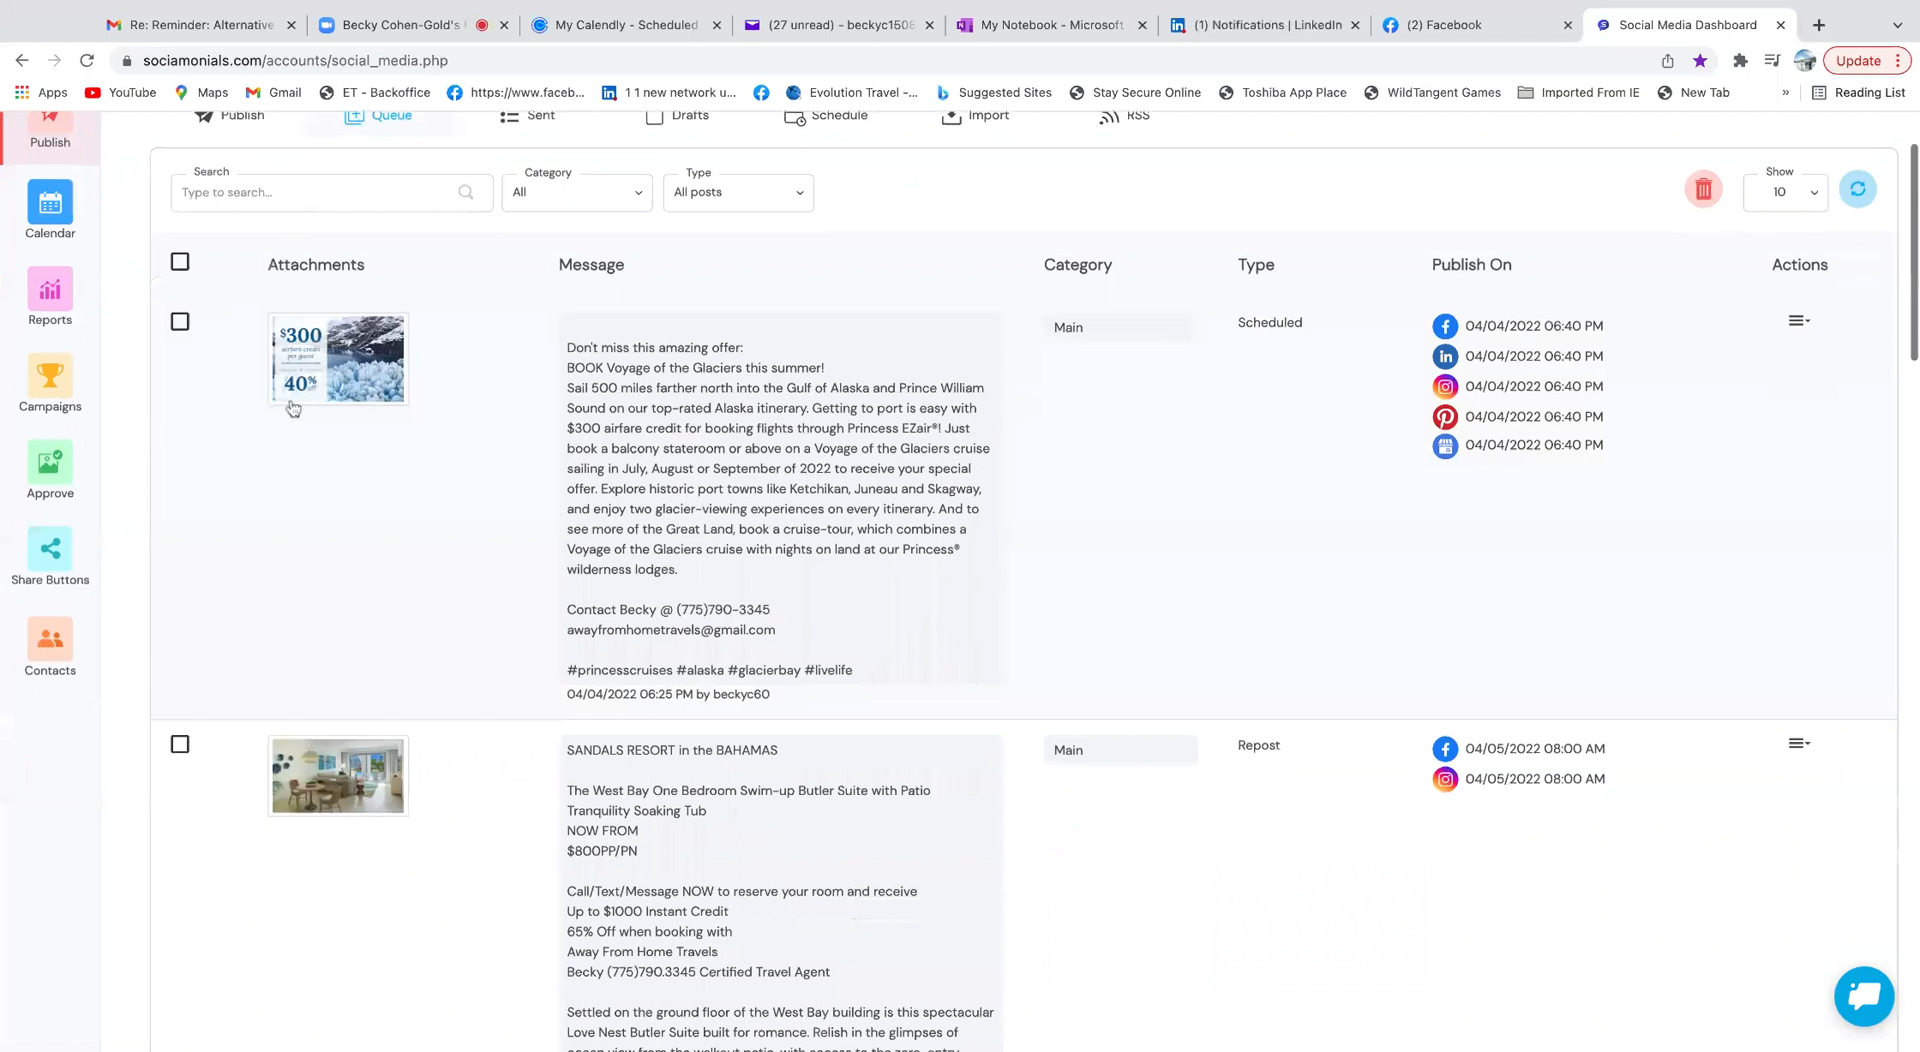 Re: Reminder: Alternative
Becky Cohen-Gold's
My Calendly - Scheduled
(27 unread) - beckyc1508
My Notebook - Microsoft
(1) Notifications | LinkedIn
(2) Facebook
Social Media Dashboard
sociamonials.com/accounts/social_media.php
Update
Apps
YouTube
Maps
Gmail
ET - Backoffice
https://www.faceb...
1 1 new network u...
Evolution Travel -...
Suggested Sites
Stay Secure Online
Toshiba App Place
WildTangent Games
Imported From IE
New Tab
»
Reading List
Publish
Queue
Sent
Drafts
Schedule
Import
RSS
Publish
Calendar
Reports
Campaigns
Approve
Share Buttons
Contacts
Search
Type to search...
Category
All
Type
All posts
Show
10
Attachments
Message
Category
Type
Publish On
Actions
$300
airfare credit
per guest
40%
Don't miss this amazing offer:
BOOK Voyage of the Glaciers this summer!
Sail 500 miles farther north into the Gulf of Alaska and Prince William
Sound on our top-rated Alaska itinerary. Getting to port is easy with
$300 airfare credit for booking flights through Princess EZair®! Just
book a balcony stateroom or above on a Voyage of the Glaciers cruise
sailing in July, August or September of 2022 to receive your special
offer. Explore historic port towns like Ketchikan, Juneau and Skagway,
and enjoy two glacier-viewing experiences on every itinerary. And to
see more of the Great Land, book a cruise-tour, which combines a
Voyage of the Glaciers cruise with nights on land at our Princess®
wilderness lodges.
Contact Becky @ (775)790-3345
awayfromhometravels@gmail.com
#princesscruises #alaska #glacierbay #livelife
04/04/2022 06:25 PM by beckyc60
Main
Scheduled
04/04/2022 06:40 PM
04/04/2022 06:40 PM
04/04/2022 06:40 PM
04/04/2022 06:40 PM
04/04/2022 06:40 PM
SANDALS RESORT in the BAHAMAS
The West Bay One Bedroom Swim-up Butler Suite with Patio
Tranquility Soaking Tub
NOW FROM
$800PP/PN
Call/Text/Message NOW to reserve your room and receive
Up to $1000 Instant Credit
65% Off when booking with
Away From Home Travels
Becky (775)790.3345 Certified Travel Agent
Settled on the ground floor of the West Bay building is this spectacular
Love Nest Butler Suite built for romance. Relish in the glimpses of
Main
Repost
04/05/2022 08:00 AM
04/05/2022 08:00 AM